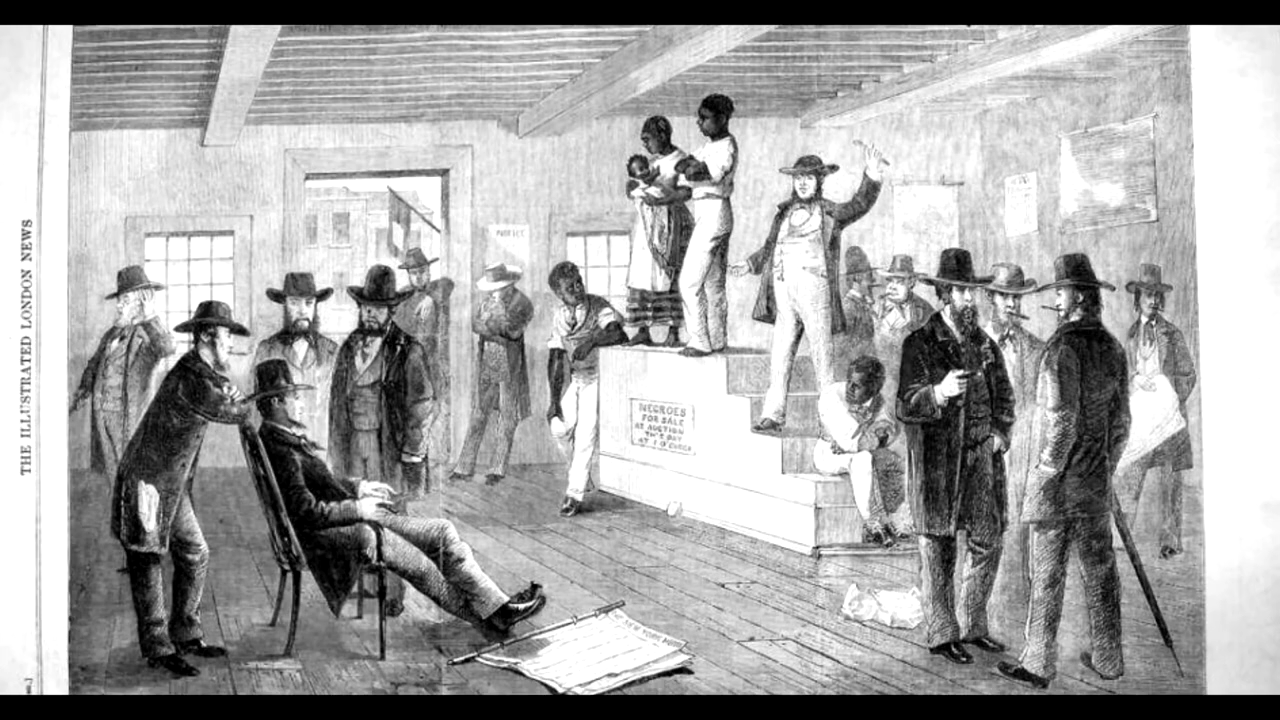 THE ILLUSTRATED LONDON NEWS
NEGROES
FOR SALE
AT AUCTION
THIS DAY
AT 1 O'CLOCK